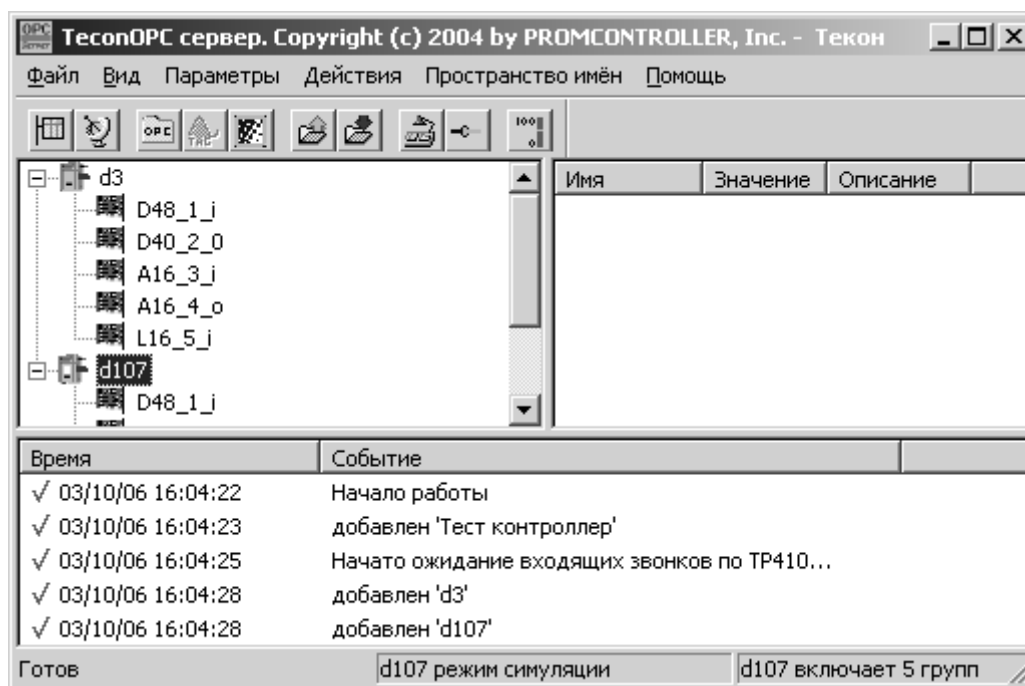 TeconOPC сервер. Copyright (c) 2004 by PROMCONTROLLER, Inc. - Текон
Файл Вид Параметры Действия Пространство имён Помощь
d3
D48_1_i
D40_2_0
A16_3_i
A16_4_o
L16_5_i
d107
D48_1_i
Имя Значение Описание
Время Событие
03/10/06 16:04:22 Начало работы
03/10/06 16:04:23 добавлен 'Тест контроллер'
03/10/06 16:04:25 Начато ожидание входящих звонков по TP410...
03/10/06 16:04:28 добавлен 'd3'
03/10/06 16:04:28 добавлен 'd107'
Готов d107 режим симуляции d107 включает 5 групп